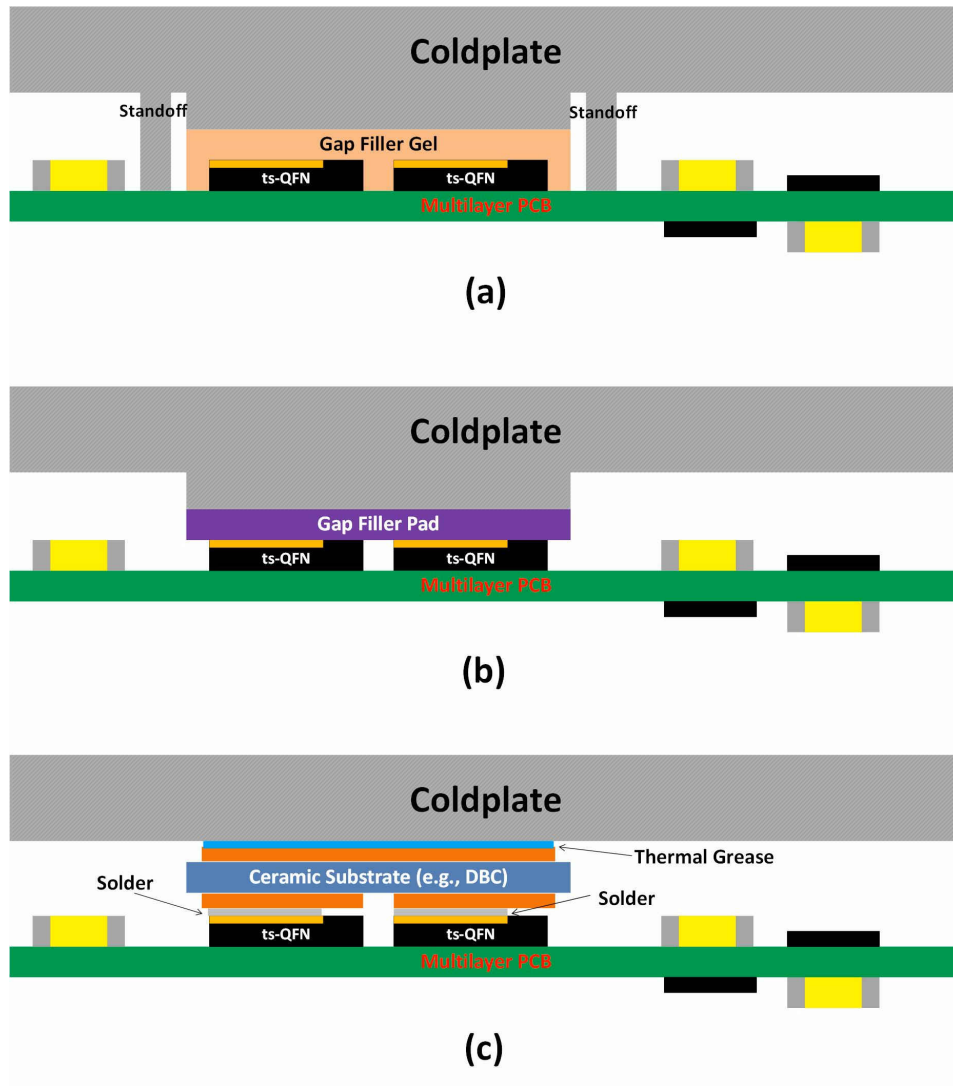 Coldplate
Standoff
Standoff
Gap Filler Gel
ts-QFN
ts-QFN
Multilayer PCB
(a)
Coldplate
Gap Filler Pad
ts-QFN
ts-QFN
Multilayer PCB
(b)
Coldplate
Thermal Grease
Ceramic Substrate (e.g., DBC)
Solder
Solder
ts-QFN
ts-QFN
Multilayer PCB
(c)